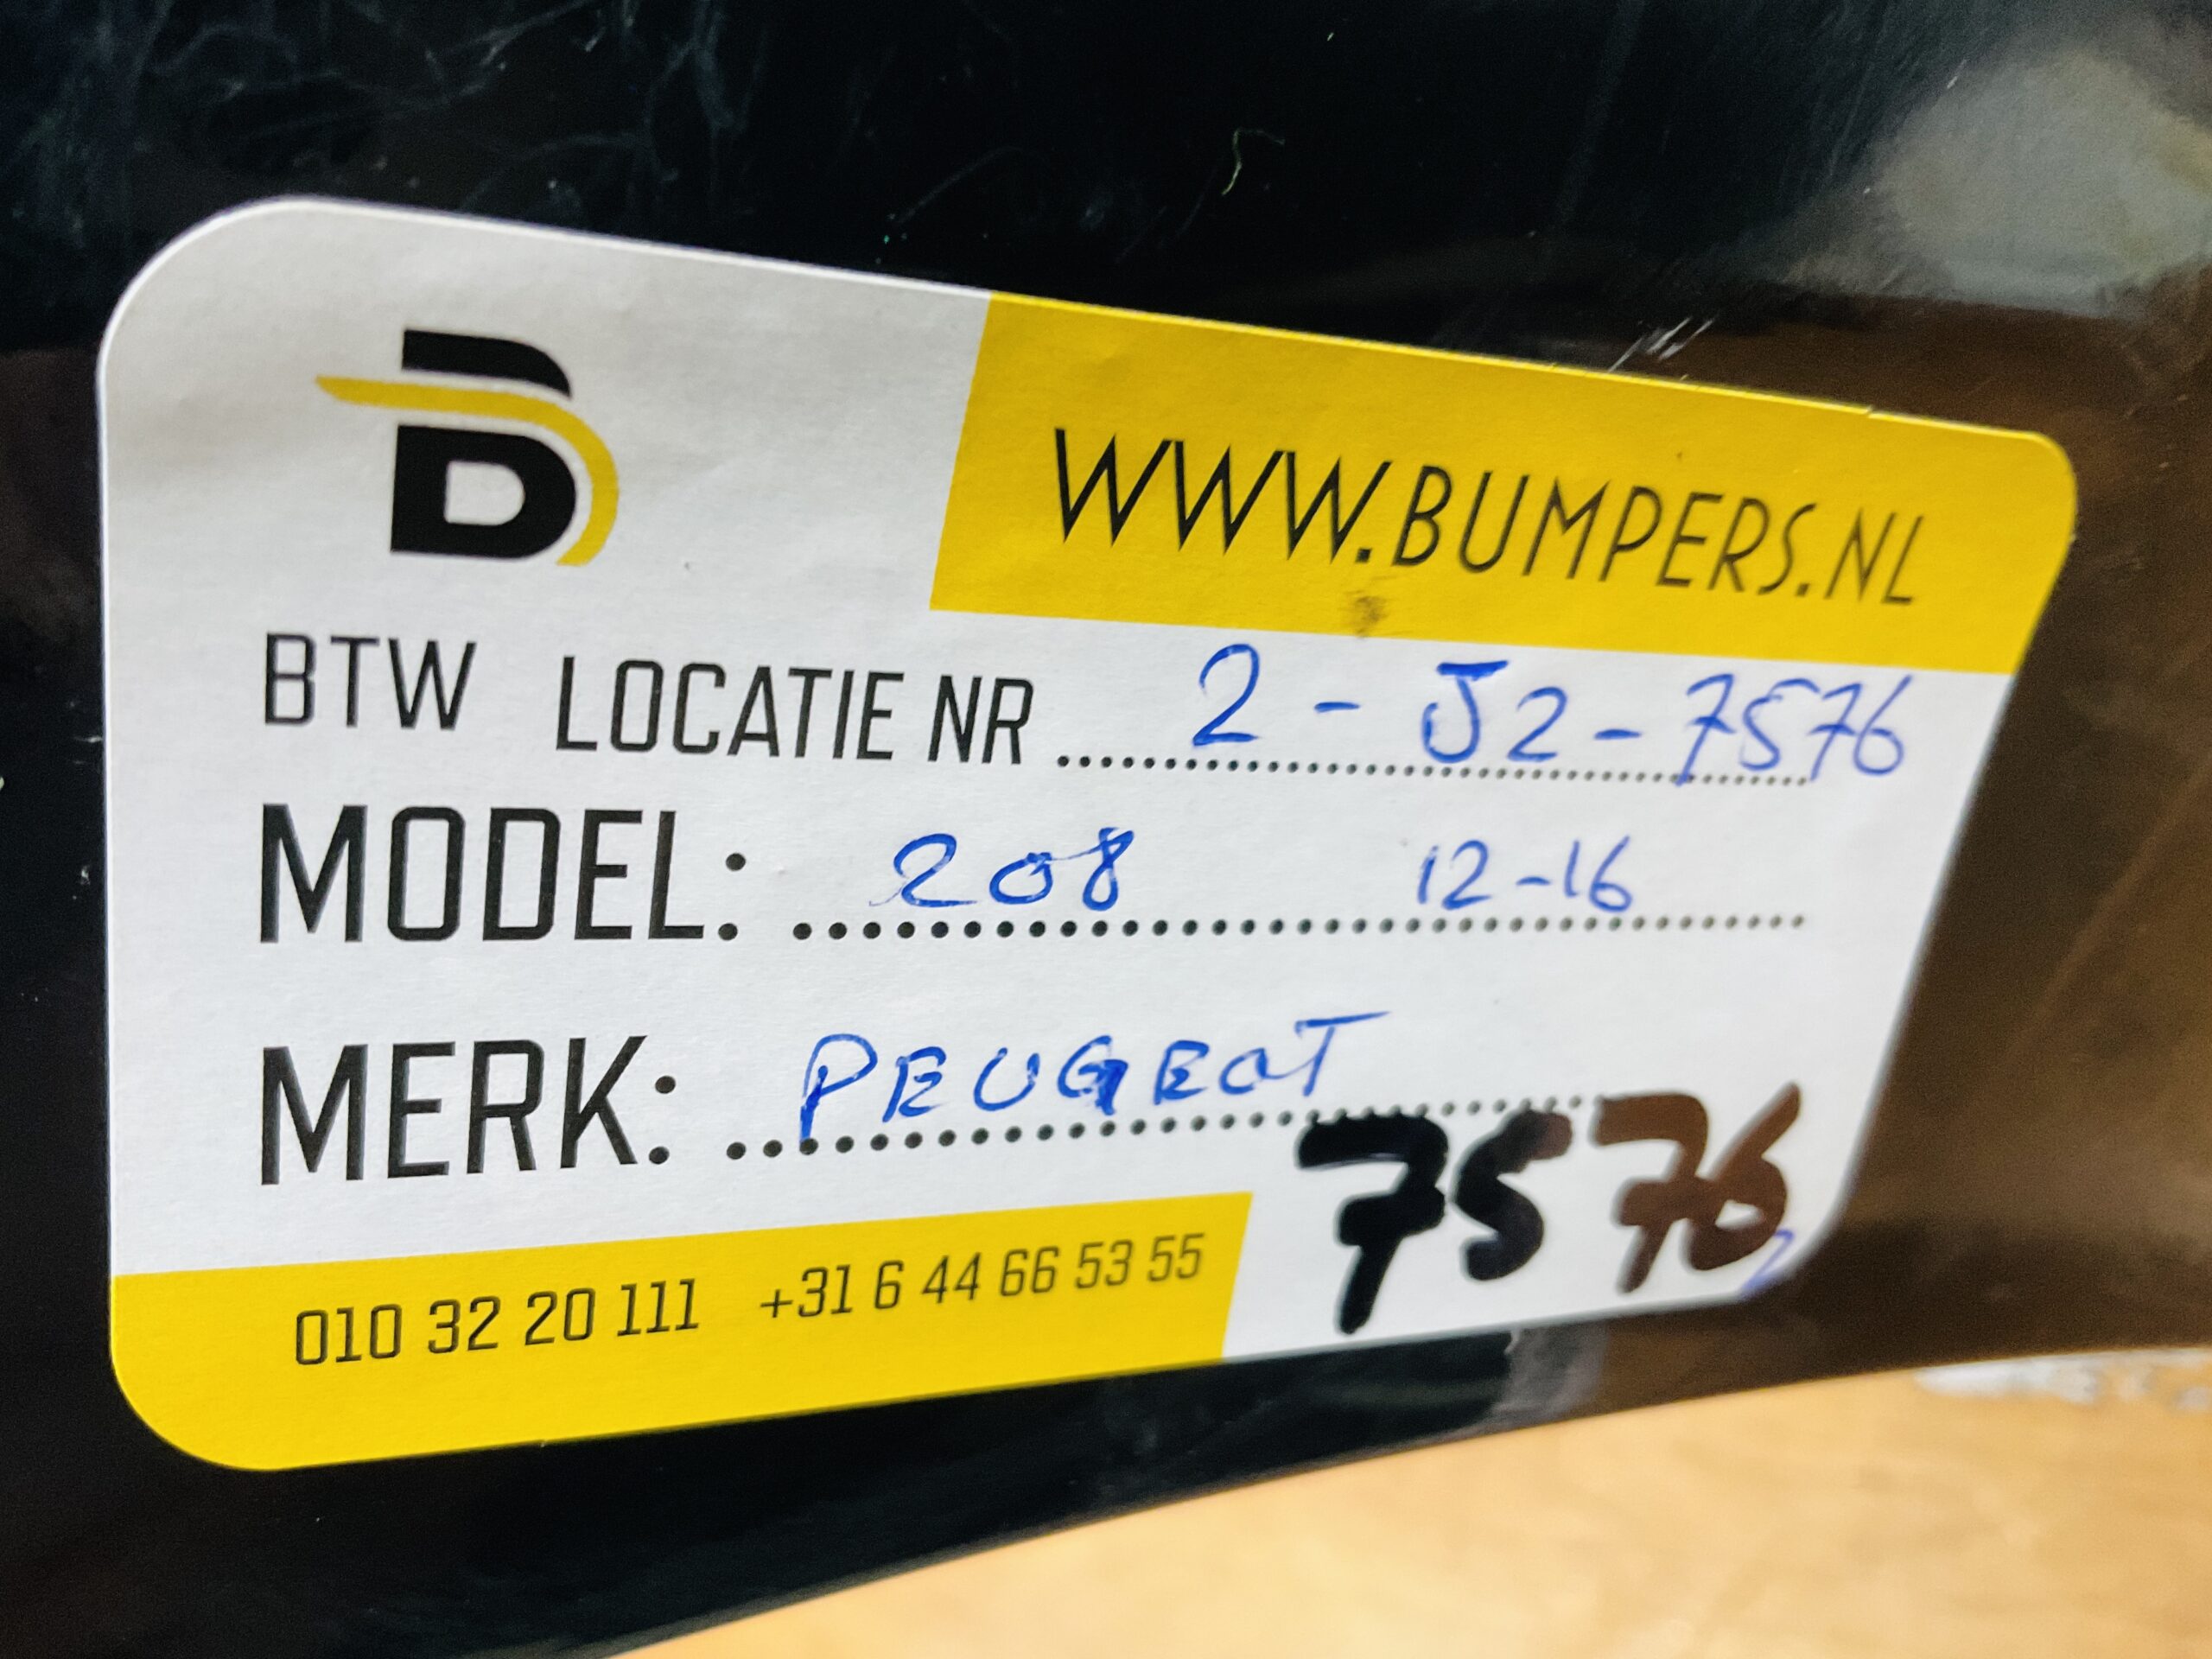 B
WWW.BUMPERS.NL
BTW LOCATIE NR 2 - J2 - 7576
MODEL: 208 12-16
MERK: PEUGEOT
7576
010 32 20 111 +31 6 44 66 53 55